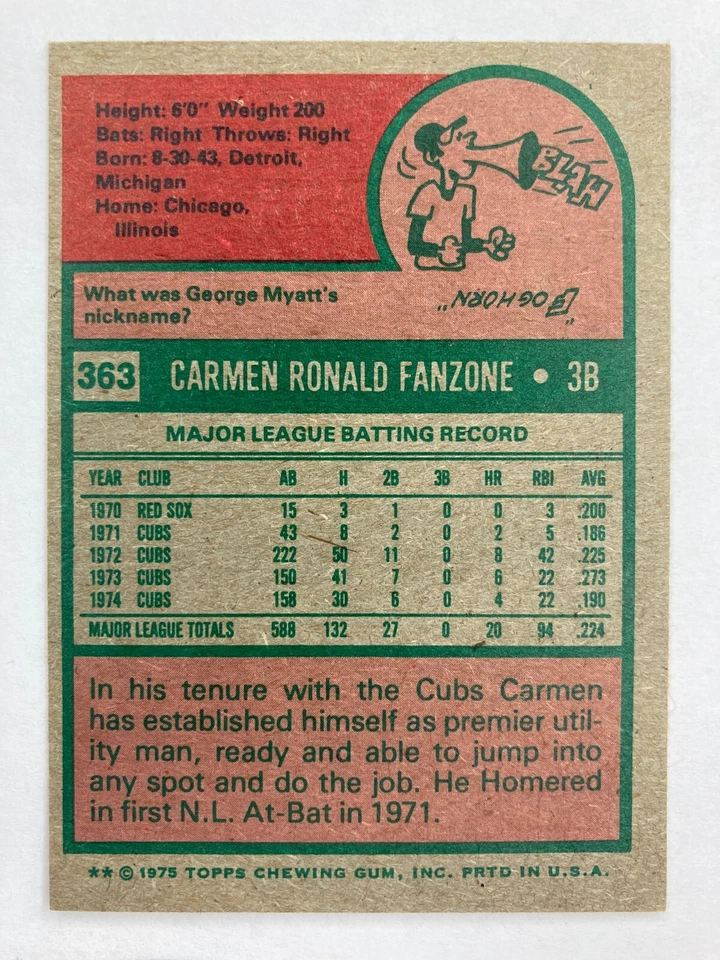 Height: 6'0" Weight 200
Bats: Right Throws: Right
Born: 8-30-43, Detroit,
Michigan
Home: Chicago,
Illinois
BLAH
What was George Myatt's
nickname?
"FOGHORN"
363 CARMEN RONALD FANZONE • 3B
MAJOR LEAGUE BATTING RECORD
YEAR CLUB AB H 2B 3B HR RBI AVG
1970 RED SOX 15 3 1 0 0 3 .200
1971 CUBS 43 8 2 0 2 5 .186
1972 CUBS 222 50 11 0 8 42 .225
1973 CUBS 150 41 7 0 6 22 .273
1974 CUBS 158 30 6 0 4 22 .190
MAJOR LEAGUE TOTALS 588 132 27 0 20 94 .224
In his tenure with the Cubs Carmen
has established himself as premier util-
ity man, ready and able to jump into
any spot and do the job. He Homered
in first N.L. At-Bat in 1971.
** © 1975 TOPPS CHEWING GUM, INC. PRTD IN U.S.A.